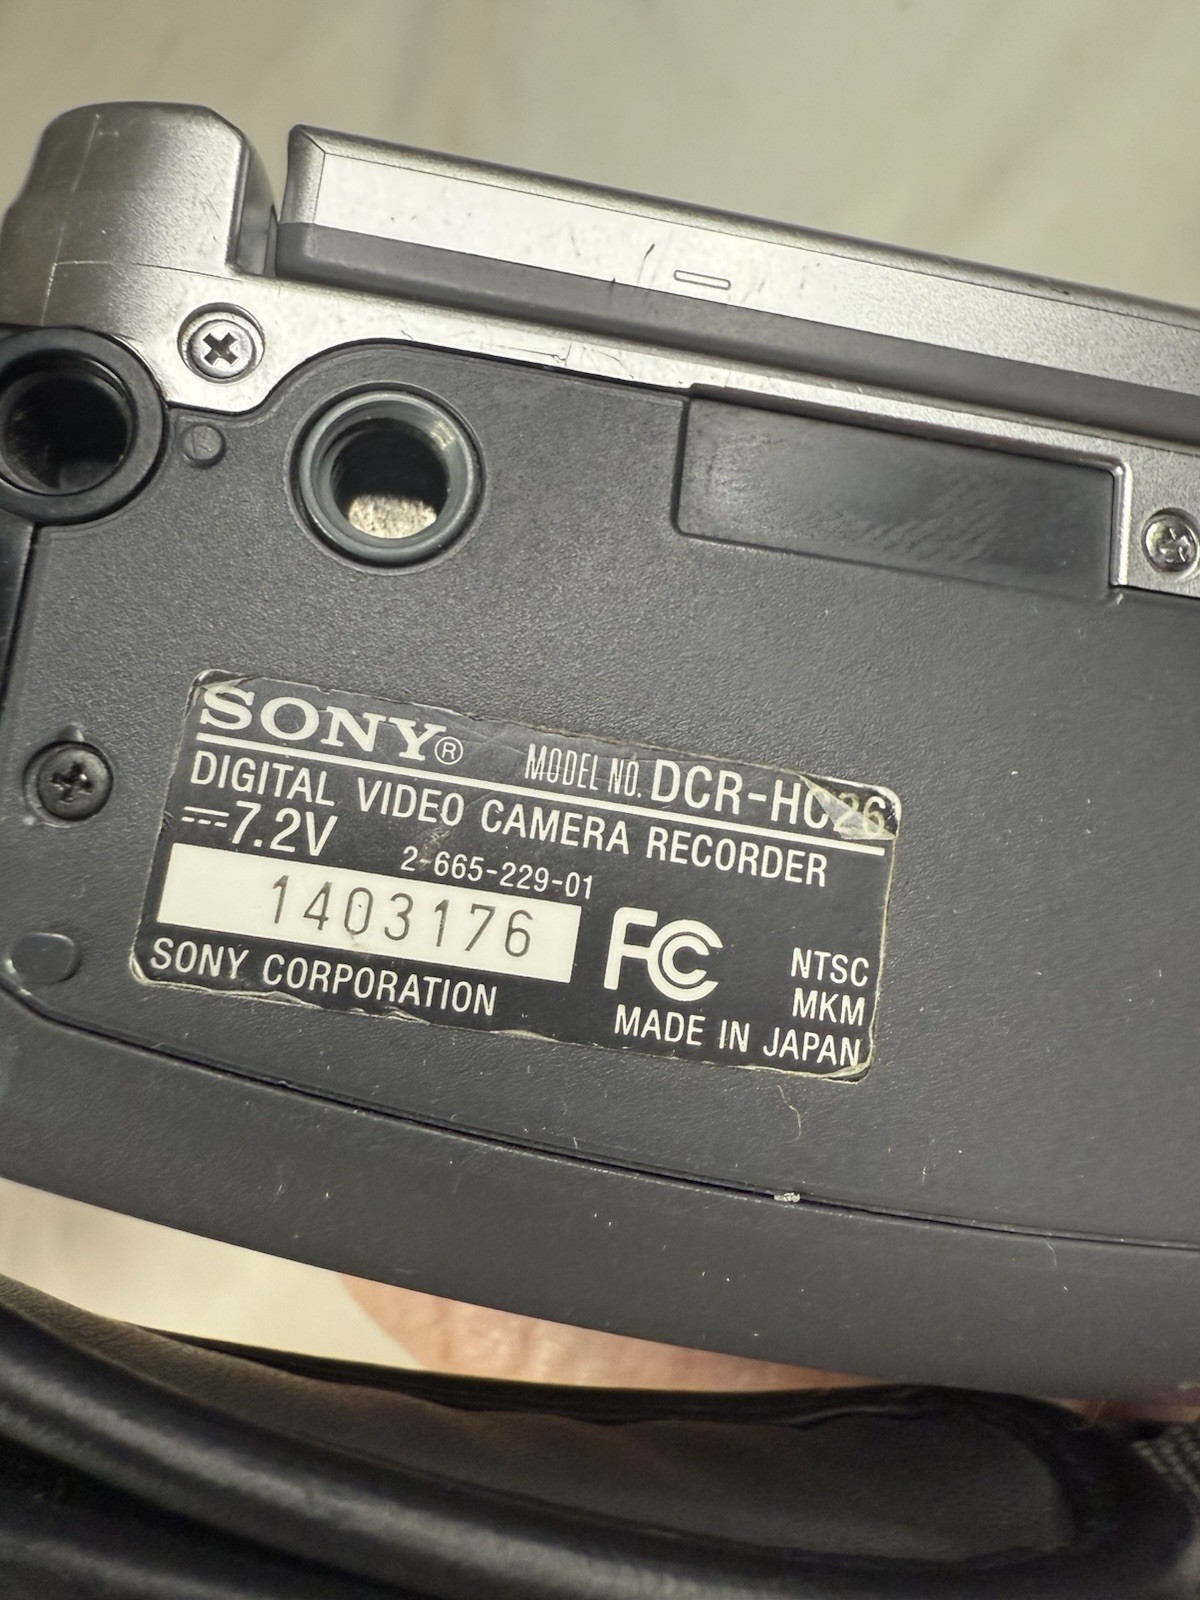 SONY® MODEL NO. DCR-HC26
DIGITAL VIDEO CAMERA RECORDER
⎓7.2V 2-665-229-01
1403176
FC
NTSC
MKM
SONY CORPORATION
MADE IN JAPAN